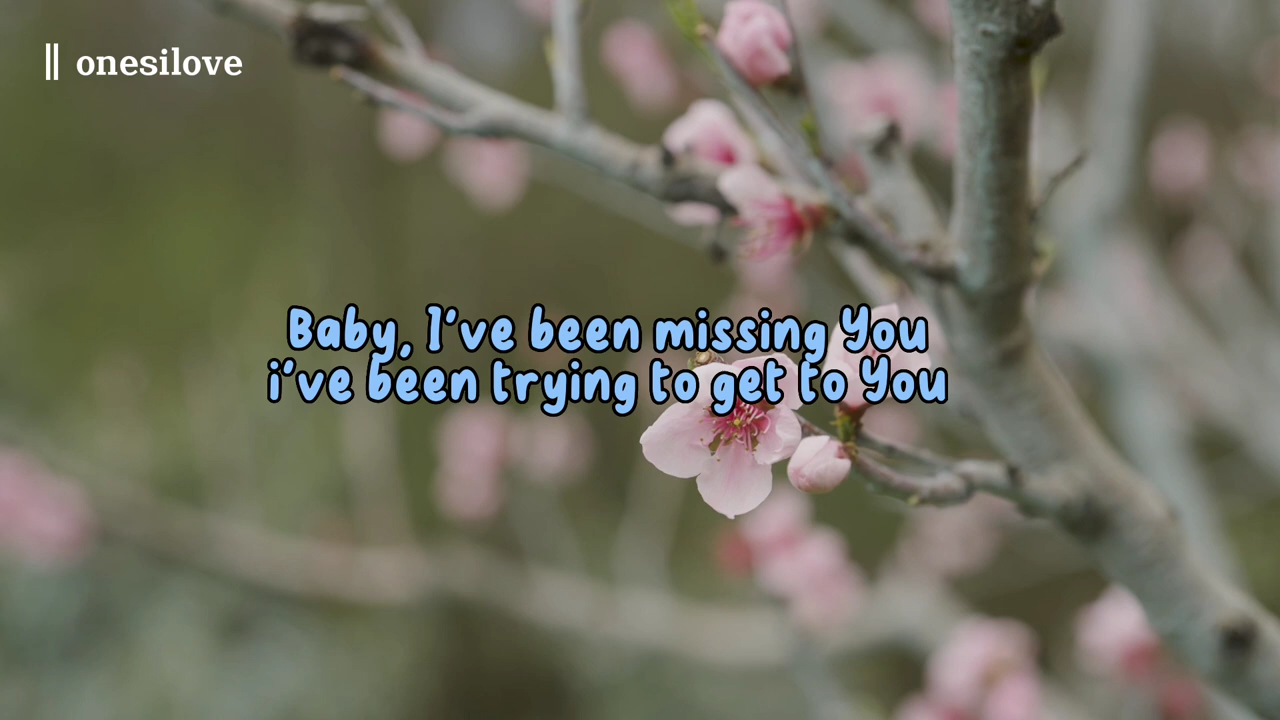 || onesilove
Baby, I've been missing You
i've been trying to get to You